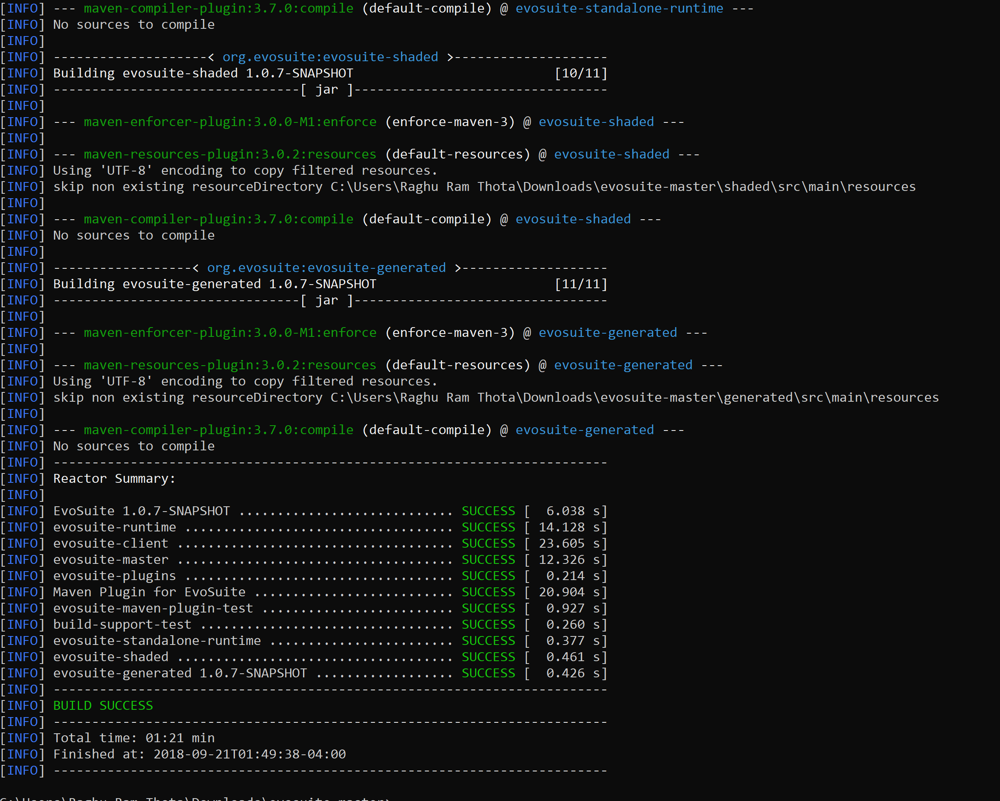 [INFO] --- maven-compiler-plugin:3.7.0:compile (default-compile) @ evosuite-standalone-runtime ---
[INFO] No sources to compile
[INFO]
[INFO] --------------------< org.evosuite:evosuite-shaded >--------------------
[INFO] Building evosuite-shaded 1.0.7-SNAPSHOT                          [10/11]
[INFO] --------------------------------[ jar ]---------------------------------
[INFO]
[INFO] --- maven-enforcer-plugin:3.0.0-M1:enforce (enforce-maven-3) @ evosuite-shaded ---
[INFO]
[INFO] --- maven-resources-plugin:3.0.2:resources (default-resources) @ evosuite-shaded ---
[INFO] Using 'UTF-8' encoding to copy filtered resources.
[INFO] skip non existing resourceDirectory C:\Users\Raghu Ram Thota\Downloads\evosuite-master\shaded\src\main\resources
[INFO]
[INFO] --- maven-compiler-plugin:3.7.0:compile (default-compile) @ evosuite-shaded ---
[INFO] No sources to compile
[INFO]
[INFO] ------------------< org.evosuite:evosuite-generated >-------------------
[INFO] Building evosuite-generated 1.0.7-SNAPSHOT                       [11/11]
[INFO] --------------------------------[ jar ]---------------------------------
[INFO]
[INFO] --- maven-enforcer-plugin:3.0.0-M1:enforce (enforce-maven-3) @ evosuite-generated ---
[INFO]
[INFO] --- maven-resources-plugin:3.0.2:resources (default-resources) @ evosuite-generated ---
[INFO] Using 'UTF-8' encoding to copy filtered resources.
[INFO] skip non existing resourceDirectory C:\Users\Raghu Ram Thota\Downloads\evosuite-master\generated\src\main\resources
[INFO]
[INFO] --- maven-compiler-plugin:3.7.0:compile (default-compile) @ evosuite-generated ---
[INFO] No sources to compile
[INFO] ------------------------------------------------------------------------
[INFO] Reactor Summary:
[INFO]
[INFO] EvoSuite 1.0.7-SNAPSHOT ............................ SUCCESS [  6.038 s]
[INFO] evosuite-runtime ................................... SUCCESS [ 14.128 s]
[INFO] evosuite-client .................................... SUCCESS [ 23.605 s]
[INFO] evosuite-master .................................... SUCCESS [ 12.326 s]
[INFO] evosuite-plugins ................................... SUCCESS [  0.214 s]
[INFO] Maven Plugin for EvoSuite .......................... SUCCESS [ 20.904 s]
[INFO] evosuite-maven-plugin-test ......................... SUCCESS [  0.927 s]
[INFO] build-support-test ................................. SUCCESS [  0.260 s]
[INFO] evosuite-standalone-runtime ........................ SUCCESS [  0.377 s]
[INFO] evosuite-shaded .................................... SUCCESS [  0.461 s]
[INFO] evosuite-generated 1.0.7-SNAPSHOT .................. SUCCESS [  0.426 s]
[INFO] ------------------------------------------------------------------------
[INFO] BUILD SUCCESS
[INFO] ------------------------------------------------------------------------
[INFO] Total time: 01:21 min
[INFO] Finished at: 2018-09-21T01:49:38-04:00
[INFO] ------------------------------------------------------------------------
C:\Users\Raghu Ram Thota\Downloads\evosuite-master>